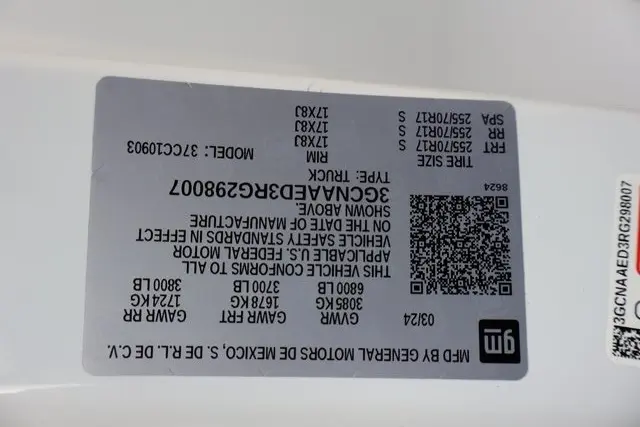 MFD BY GENERAL MOTORS DE MEXICO, S. DE R.L. DE C.V.
gm
03/24 GVWR GAWR FRT GAWR RR
3085 KG 1678 KG 1724 KG
6800 LB 3700 LB 3800 LB
THIS VEHICLE CONFORMS TO ALL
APPLICABLE U.S. FEDERAL MOTOR
VEHICLE SAFETY STANDARDS IN EFFECT
ON THE DATE OF MANUFACTURE
SHOWN ABOVE.
3GCNAAED3RG298007
TYPE: TRUCK
8624
MODEL: 37CC10903
TIRE SIZE RIM
FRT 255/70R17 S 17X8J
RR 255/70R17 S 17X8J
SPA 255/70R17 S 17X8J
3GCNAAED3RG298007